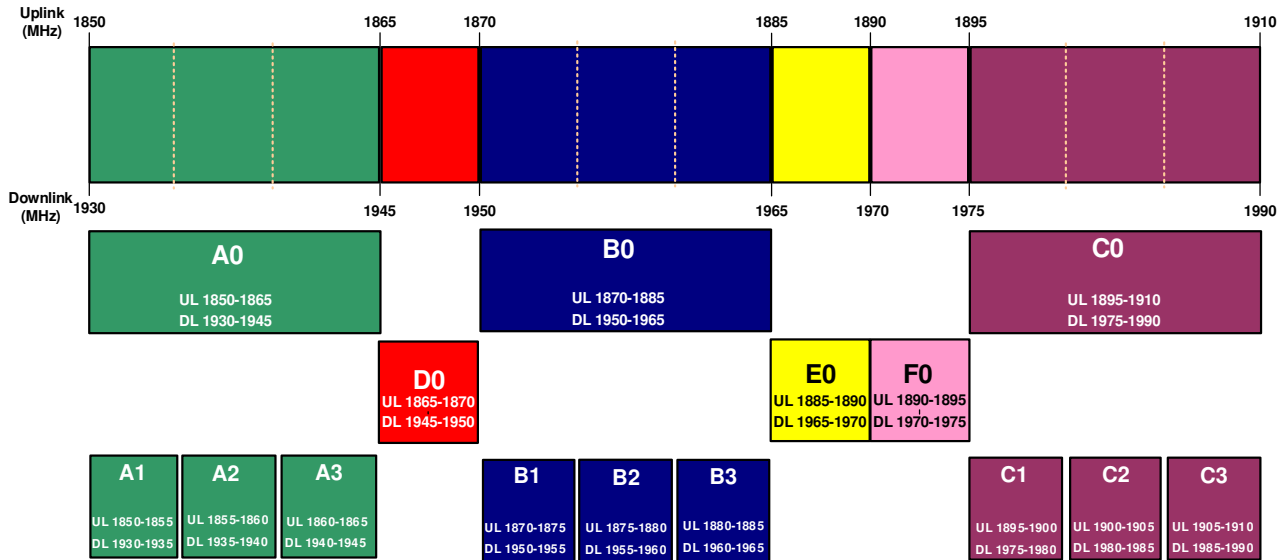 Uplink
(MHz)
1850 1865 1870 1885 1890 1895 1910
Downlink
(MHz)
1930 1945 1950 1965 1970 1975 1990
A0
UL 1850-1865
DL 1930-1945
B0
UL 1870-1885
DL 1950-1965
C0
UL 1895-1910
DL 1975-1990
D0
UL 1865-1870
DL 1945-1950
E0
UL 1885-1890
DL 1965-1970
F0
UL 1890-1895
DL 1970-1975
A1
UL 1850-1855
DL 1930-1935
A2
UL 1855-1860
DL 1935-1940
A3
UL 1860-1865
DL 1940-1945
B1
UL 1870-1875
DL 1950-1955
B2
UL 1875-1880
DL 1955-1960
B3
UL 1880-1885
DL 1960-1965
C1
UL 1895-1900
DL 1975-1980
C2
UL 1900-1905
DL 1980-1985
C3
UL 1905-1910
DL 1985-1990